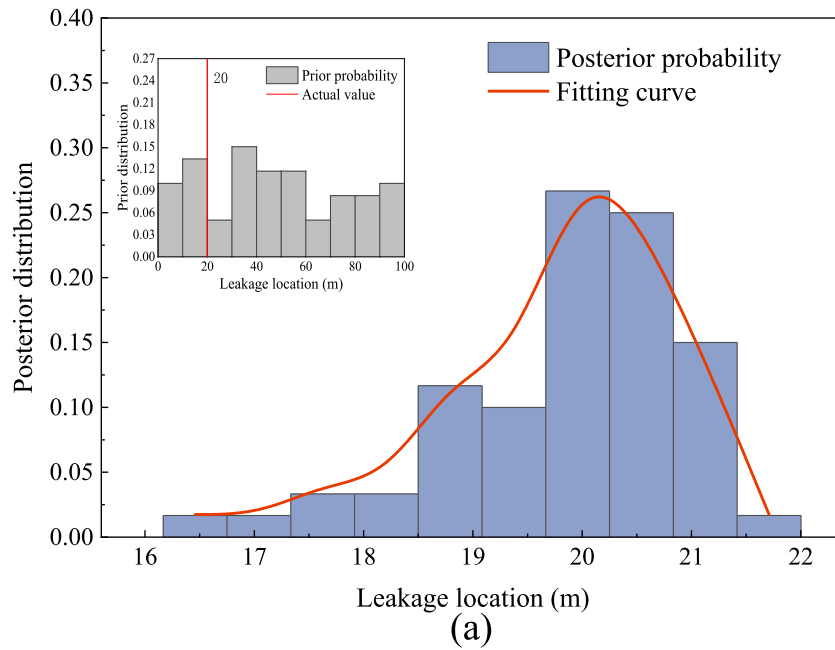 0.40
0.35
0.30
0.25
0.20
0.15
0.10
0.05
0.00
Posterior distribution
16 17 18 19 20 21 22
Leakage location (m)
Posterior probability
Fitting curve
0.27
0.24
0.21
0.18
0.15
0.12
0.09
0.06
0.03
0.00
Prior distribution
20
Prior probability
Actual value
0 20 40 60 80 100
Leakage location (m)
(a)